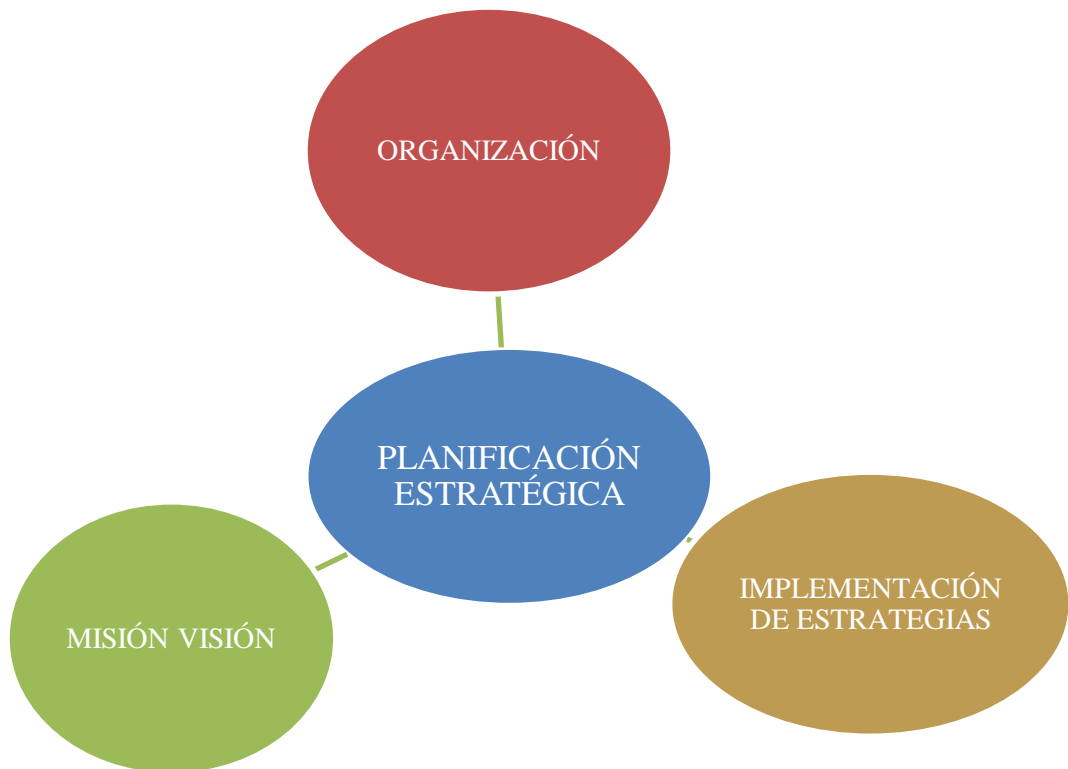 ORGANIZACIÓN
PLANIFICACIÓN
ESTRATÉGICA
IMPLEMENTACIÓN
DE ESTRATEGIAS
MISIÓN VISIÓN